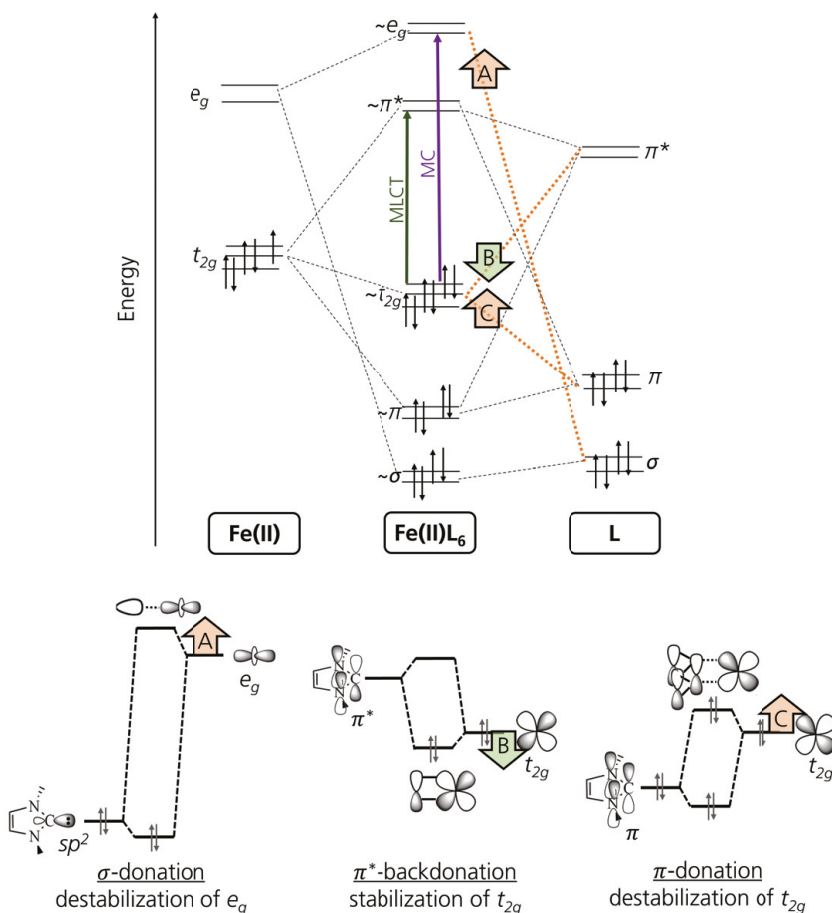 Energy
~e_g
A
e_g
~π*
π*
MLCT
MC
t_2g
B
~t_2g
C
π
~π
σ
~σ
Fe(II)
Fe(II)L_6
L
A
e_g
N
C
N
sp²
N
C
N
π*
B
t_2g
C
t_2g
N
C
N
π
σ-donation
destabilization of e_g
π*-backdonation
stabilization of t_2g
π-donation
destabilization of t_2g